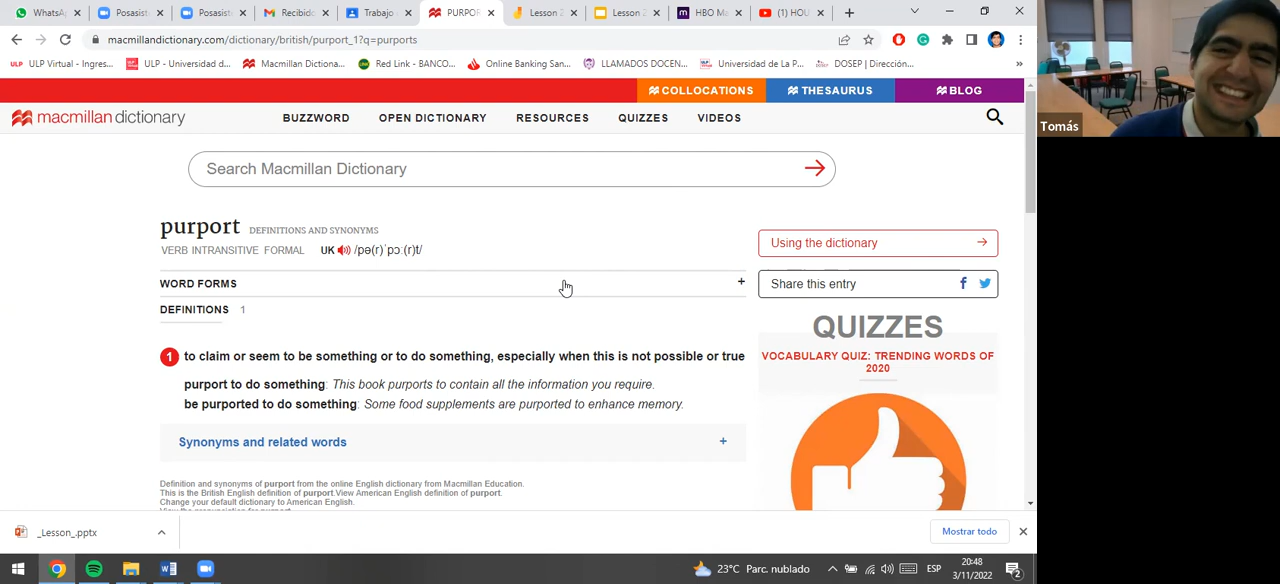 WhatsA
Posasiste
Posasiste
Recibido
Trabajo
PURPOR
Lesson 2
Lesson 2
HBO Ma
(1) HOU
macmillandictionary.com/dictionary/british/purport_1?q=purports
ULP Virtual - Ingres...
ULP - Universidad d...
Macmillan Dictiona...
Red Link - BANCO...
Online Banking San...
LLAMADOS DOCEN...
Universidad de La P...
DOSEP | Dirección...
»
COLLOCATIONS
THESAURUS
BLOG
macmillan dictionary
BUZZWORD
OPEN DICTIONARY
RESOURCES
QUIZZES
VIDEOS
Search Macmillan Dictionary
purport DEFINITIONS AND SYNONYMS
VERB INTRANSITIVE FORMAL UK /pə(r)ˈpɔː(r)t/
WORD FORMS +
DEFINITIONS 1
1 to claim or seem to be something or to do something, especially when this is not possible or true
purport to do something: This book purports to contain all the information you require.
be purported to do something: Some food supplements are purported to enhance memory.
Synonyms and related words +
Definition and synonyms of purport from the online English dictionary from Macmillan Education.
This is the British English definition of purport.View American English definition of purport.
Change your default dictionary to American English.
View the pronunciation for purport.
Using the dictionary
Share this entry
QUIZZES
VOCABULARY QUIZ: TRENDING WORDS OF
2020
Tomás
_Lesson_.pptx
Mostrar todo
23°C Parc. nublado
ESP
20:48
3/11/2022
2